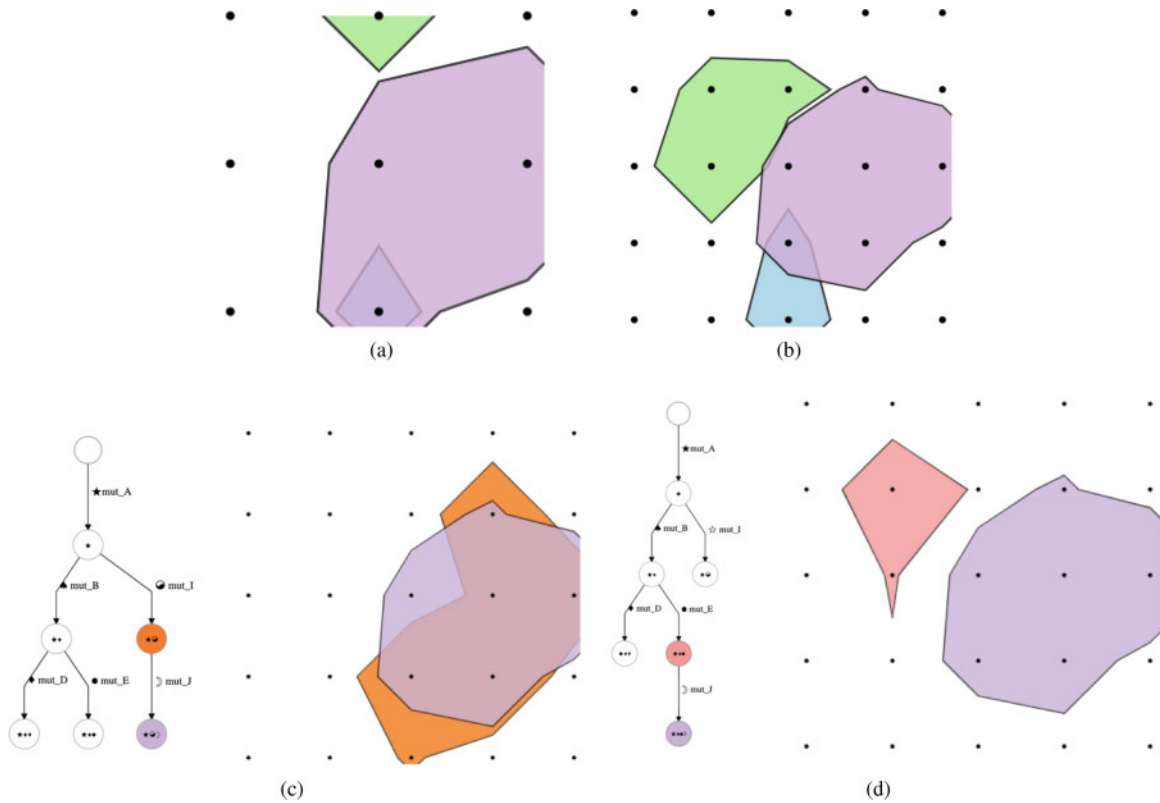 (a)
(b)
★mut_A
♠ mut_B
mut_I
♦ mut_D
● mut_E
☽ mut_J
(c)
★mut_A
♠ mut_B
☆ mut_I
♦ mut_D
● mut_E
☽ mut_J
(d)